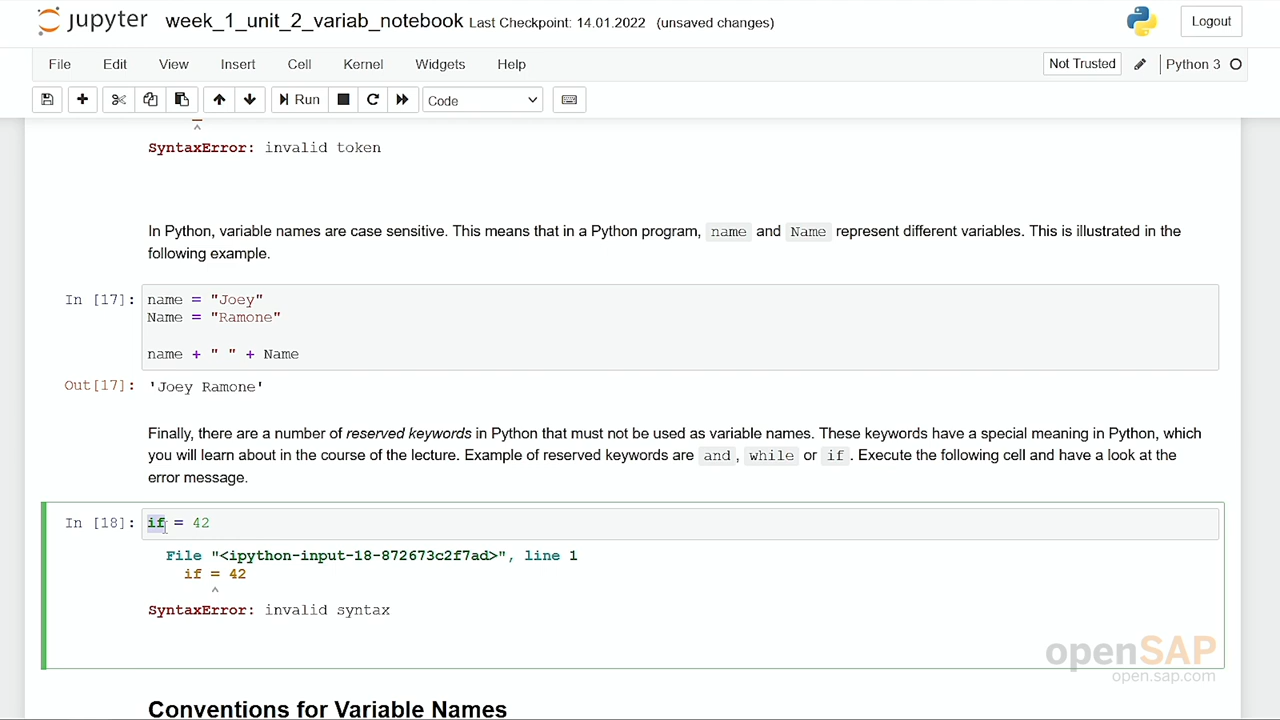 jupyter week_1_unit_2_variab_notebook Last Checkpoint: 14.01.2022 (unsaved changes) Logout
File Edit View Insert Cell Kernel Widgets Help Not Trusted Python 3
Run Code
^
SyntaxError: invalid token
In Python, variable names are case sensitive. This means that in a Python program, name and Name represent different variables. This is illustrated in the
following example.
In [17]: name = "Joey"
Name = "Ramone"
name + " " + Name
Out[17]: 'Joey Ramone'
Finally, there are a number of reserved keywords in Python that must not be used as variable names. These keywords have a special meaning in Python, which
you will learn about in the course of the lecture. Example of reserved keywords are and , while or if . Execute the following cell and have a look at the
error message.
In [18]: if = 42
File "<ipython-input-18-872673c2f7ad>", line 1
if = 42
^
SyntaxError: invalid syntax
openSAP
open.sap.com
Conventions for Variable Names